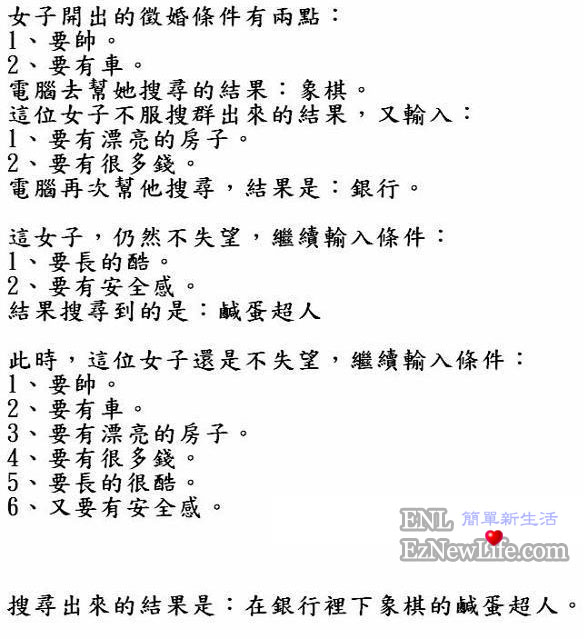 女子開出的徵婚條件有兩點：
1、要帥。
2、要有車。
電腦去幫她搜尋的結果：象棋。
這位女子不服搜群出來的結果，又輸入：
1、要有漂亮的房子。
2、要有很多錢。
電腦再次幫他搜尋，結果是：銀行。
這女子，仍然不失望，繼續輸入條件：
1、要長的酷。
2、要有安全感。
結果搜尋到的是：鹹蛋超人
此時，這位女子還是不失望，繼續輸入條件：
1、要帥。
2、要有車。
3、要有漂亮的房子。
4、要有很多錢。
5、要長的很酷。
6、又要有安全感。
ENL 簡單新生活
EzNewLife.com
搜尋出來的結果是：在銀行裡下象棋的鹹蛋超人。